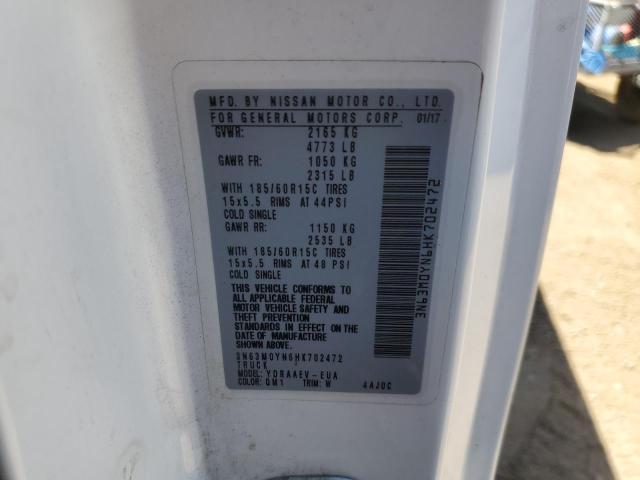 MFD. BY NISSAN MOTOR CO., LTD.
FOR GENERAL MOTORS CORP. 01/17
GVWR: 2165 KG
4773 LB
GAWR FR: 1050 KG
2315 LB
WITH 185/60R15C TIRES
15x5.5 RIMS AT 44PSI
COLD SINGLE
GAWR RR: 1150 KG
2535 LB
WITH 185/60R15C TIRES
15x5.5 RIMS AT 48 PSI
COLD SINGLE
THIS VEHICLE CONFORMS TO
ALL APPLICABLE FEDERAL
MOTOR VEHICLE SAFETY AND
THEFT PREVENTION
STANDARDS IN EFFECT ON THE
DATE OF MANUFACTURE
SHOWN ABOVE.
3N63M0YN6HK702472
TRUCK
MODEL: YDRAAEV-EUA
COLOR: QM1 TRIM: W 4AJ0C
3N63M0YN6HK702472